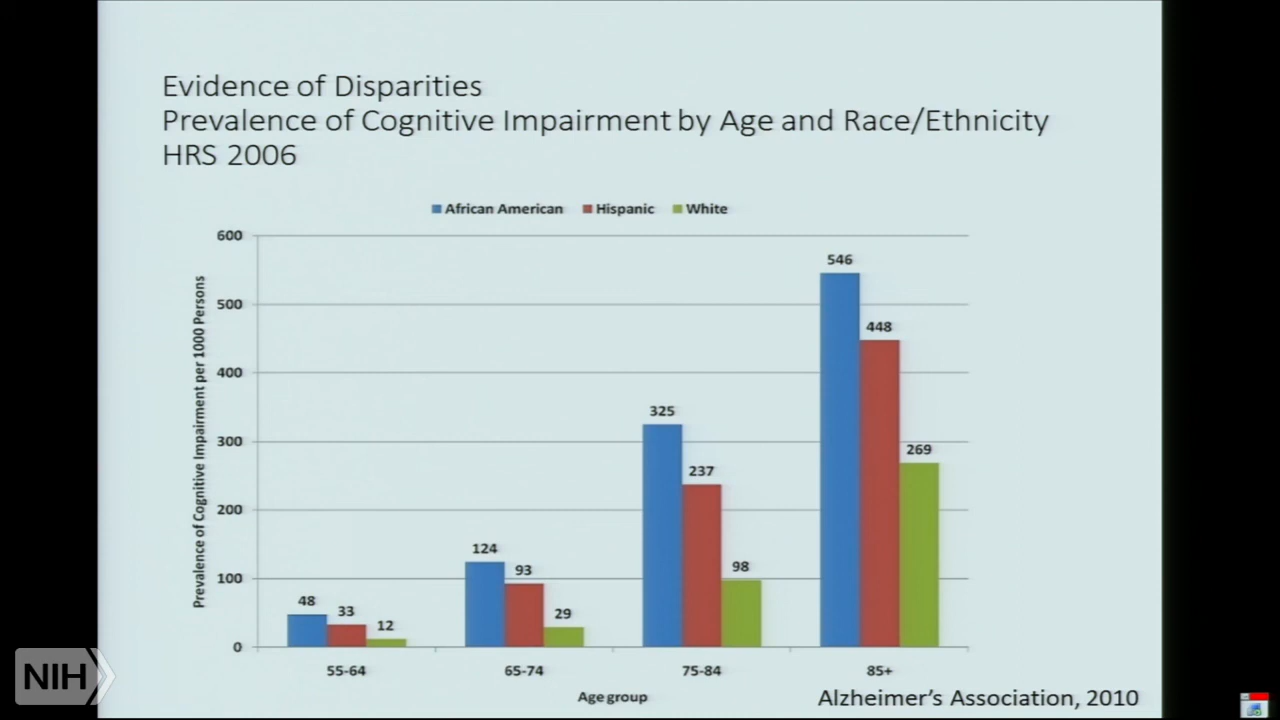 Evidence of Disparities
Prevalence of Cognitive Impairment by Age and Race/Ethnicity
HRS 2006
African American Hispanic White
Prevalence of Cognitive Impairment per 1000 Persons
600
500
400
300
200
100
0
48 33 12
124 93 29
325 237 98
546 448 269
55-64 65-74 75-84 85+
Age group
Alzheimer's Association, 2010
NIH